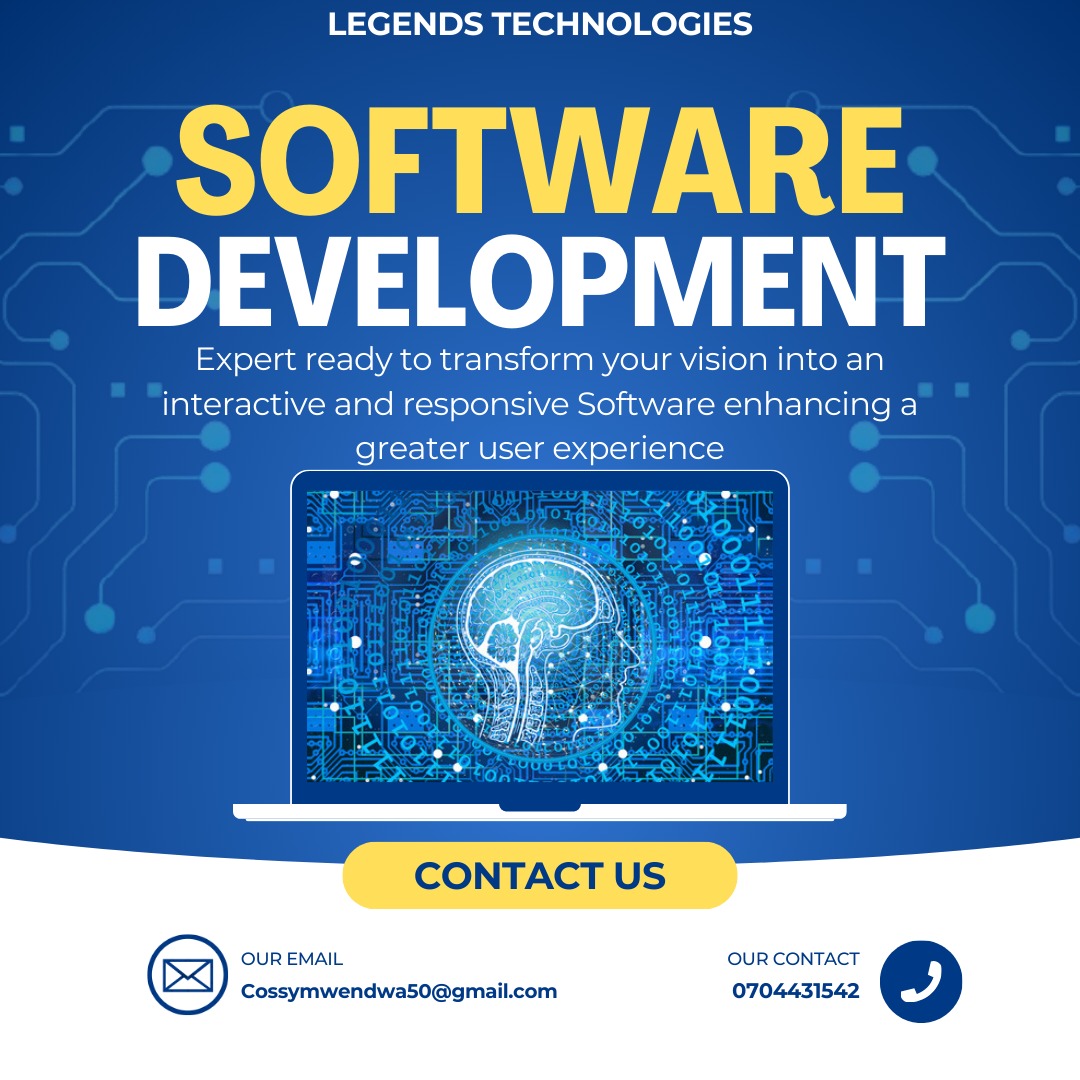 LEGENDS TECHNOLOGIES
SOFTWARE
DEVELOPMENT
Expert ready to transform your vision into an
interactive and responsive Software enhancing a
greater user experience
CONTACT US
OUR EMAIL
Cossymwendwa50@gmail.com
OUR CONTACT
0704431542